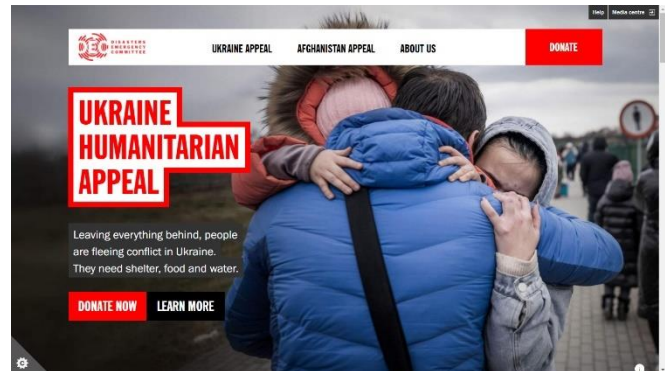 Help
Media centre
DEC
DISASTERS
EMERGENCY
COMMITTEE
UKRAINE APPEAL
AFGHANISTAN APPEAL
ABOUT US
DONATE
UKRAINE
HUMANITARIAN
APPEAL
Leaving everything behind, people
are fleeing conflict in Ukraine.
They need shelter, food and water.
DONATE NOW
LEARN MORE